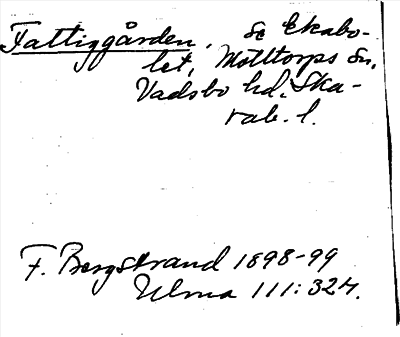 Fattiggården, se Ekabo-
let, Mölltorps sn,
Vadsbo hd. Ska-
rab. l.
F. Bergstrand 1898-99
Ulma 111:324.